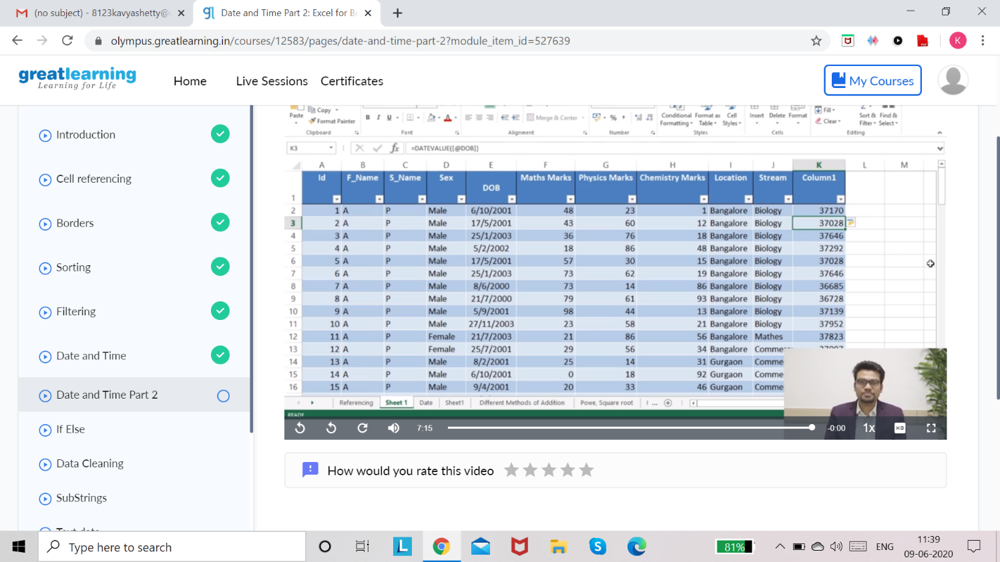 (no subject) - 8123kavyashetty@
Date and Time Part 2: Excel for Be
olympus.greatlearning.in/courses/12583/pages/date-and-time-part-2?module_item_id=527639
K
greatlearning
Learning for Life
Home Live Sessions Certificates
My Courses
Introduction
Cell referencing
Borders
Sorting
Filtering
Date and Time
Date and Time Part 2
If Else
Data Cleaning
SubStrings
Paste Copy
Format Painter
B I U A
Merge & Center
% ,
Conditional Formatting Format as Table Cell Styles
Insert Delete Format
Fill
Clear
Sort & Filter Find & Select
Clipboard Font Alignment Number Styles Cells Editing
K3 fx =DATEVALUE([@DOB])
A B C D E F G H I J K L M
1 Id F_Name S_Name Sex DOB Maths Marks Physics Marks Chemistry Marks Location Stream Column1
2 1 A P Male 6/10/2001 48 23 1 Bangalore Biology 37170
3 2 A P Male 17/5/2001 43 60 12 Bangalore Biology 37028
4 3 A P Male 25/1/2003 36 76 18 Bangalore Biology 37646
5 4 A P Male 5/2/2002 18 86 48 Bangalore Biology 37292
6 5 A P Male 17/5/2001 57 30 15 Bangalore Biology 37028
7 6 A P Male 25/1/2003 73 62 19 Bangalore Biology 37646
8 7 A P Male 8/6/2000 73 14 86 Bangalore Biology 36685
9 8 A P Male 21/7/2000 79 61 93 Bangalore Biology 36728
10 9 A P Male 5/9/2001 98 44 13 Bangalore Biology 37139
11 10 A P Male 27/11/2003 23 58 21 Bangalore Biology 37952
12 11 A P Female 21/7/2003 21 86 56 Bangalore Mathes 37823
13 12 A P Female 25/7/2001 29 56 34 Bangalore Comme
14 13 A P Male 8/2/2001 25 14 31 Gurgaon Comme
15 14 A P Male 6/10/2001 0 18 92 Gurgaon Comme
16 15 A P Male 9/4/2001 20 33 46 Gurgaon Comme
Referencing Sheet 1 Date Sheet1 Different Methods of Addition Powe, Square root I ...
READY
7:15 -0:00 1x HD
How would you rate this video
Type here to search
L
81%
ENG
11:39
09-06-2020